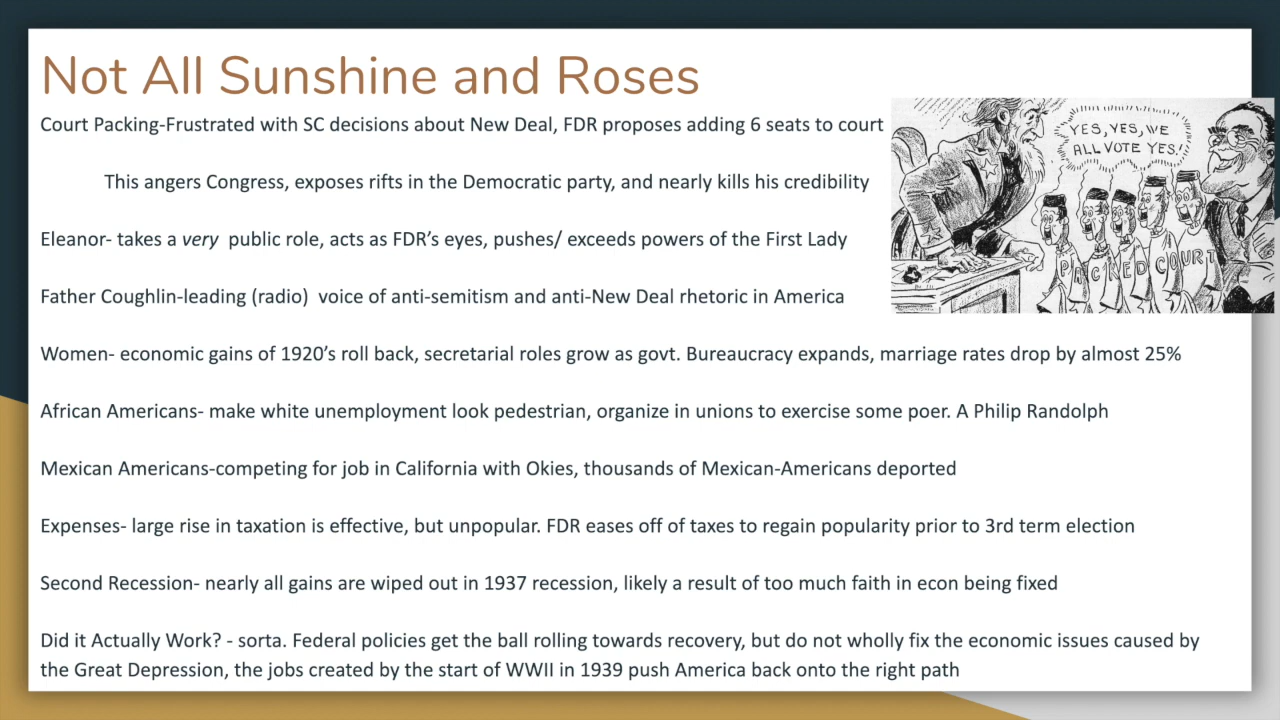 Not All Sunshine and Roses
Court Packing-Frustrated with SC decisions about New Deal, FDR proposes adding 6 seats to court
YES, YES, WE
ALL VOTE YES!
This angers Congress, exposes rifts in the Democratic party, and nearly kills his credibility
Eleanor- takes a very public role, acts as FDR's eyes, pushes/ exceeds powers of the First Lady
PACKED COURT
Father Coughlin-leading (radio) voice of anti-semitism and anti-New Deal rhetoric in America
Women- economic gains of 1920's roll back, secretarial roles grow as govt. Bureaucracy expands, marriage rates drop by almost 25%
African Americans- make white unemployment look pedestrian, organize in unions to exercise some poer. A Philip Randolph
Mexican Americans-competing for job in California with Okies, thousands of Mexican-Americans deported
Expenses- large rise in taxation is effective, but unpopular. FDR eases off of taxes to regain popularity prior to 3rd term election
Second Recession- nearly all gains are wiped out in 1937 recession, likely a result of too much faith in econ being fixed
Did it Actually Work? - sorta. Federal policies get the ball rolling towards recovery, but do not wholly fix the economic issues caused by
the Great Depression, the jobs created by the start of WWII in 1939 push America back onto the right path